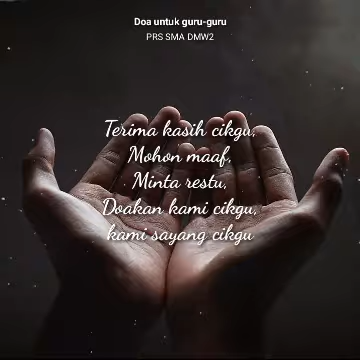 Doa untuk guru-guru
PRS SMA DMW2
Terima kasih cikgu,
Mohon maaf,
Minta restu,
Doakan kami cikgu,
kami sayang cikgu